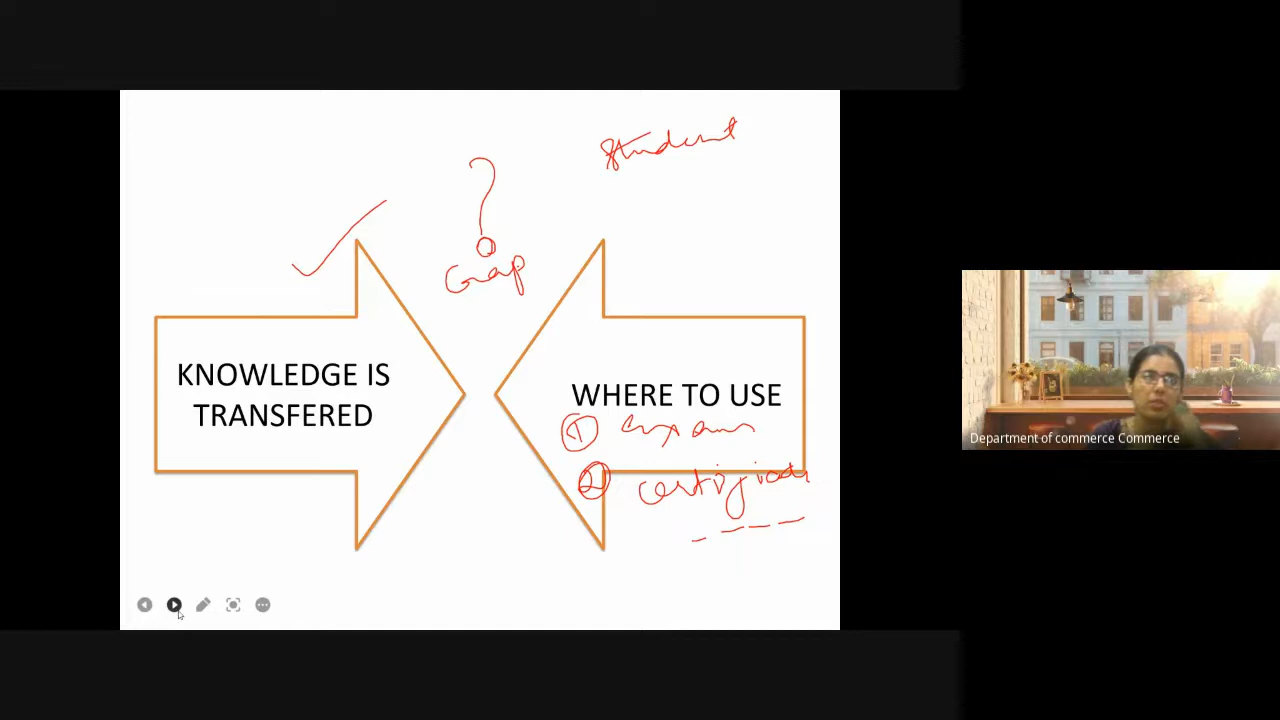 Student
?
Gap
KNOWLEDGE IS
TRANSFERED
WHERE TO USE
① exams
② certificate
Department of commerce Commerce